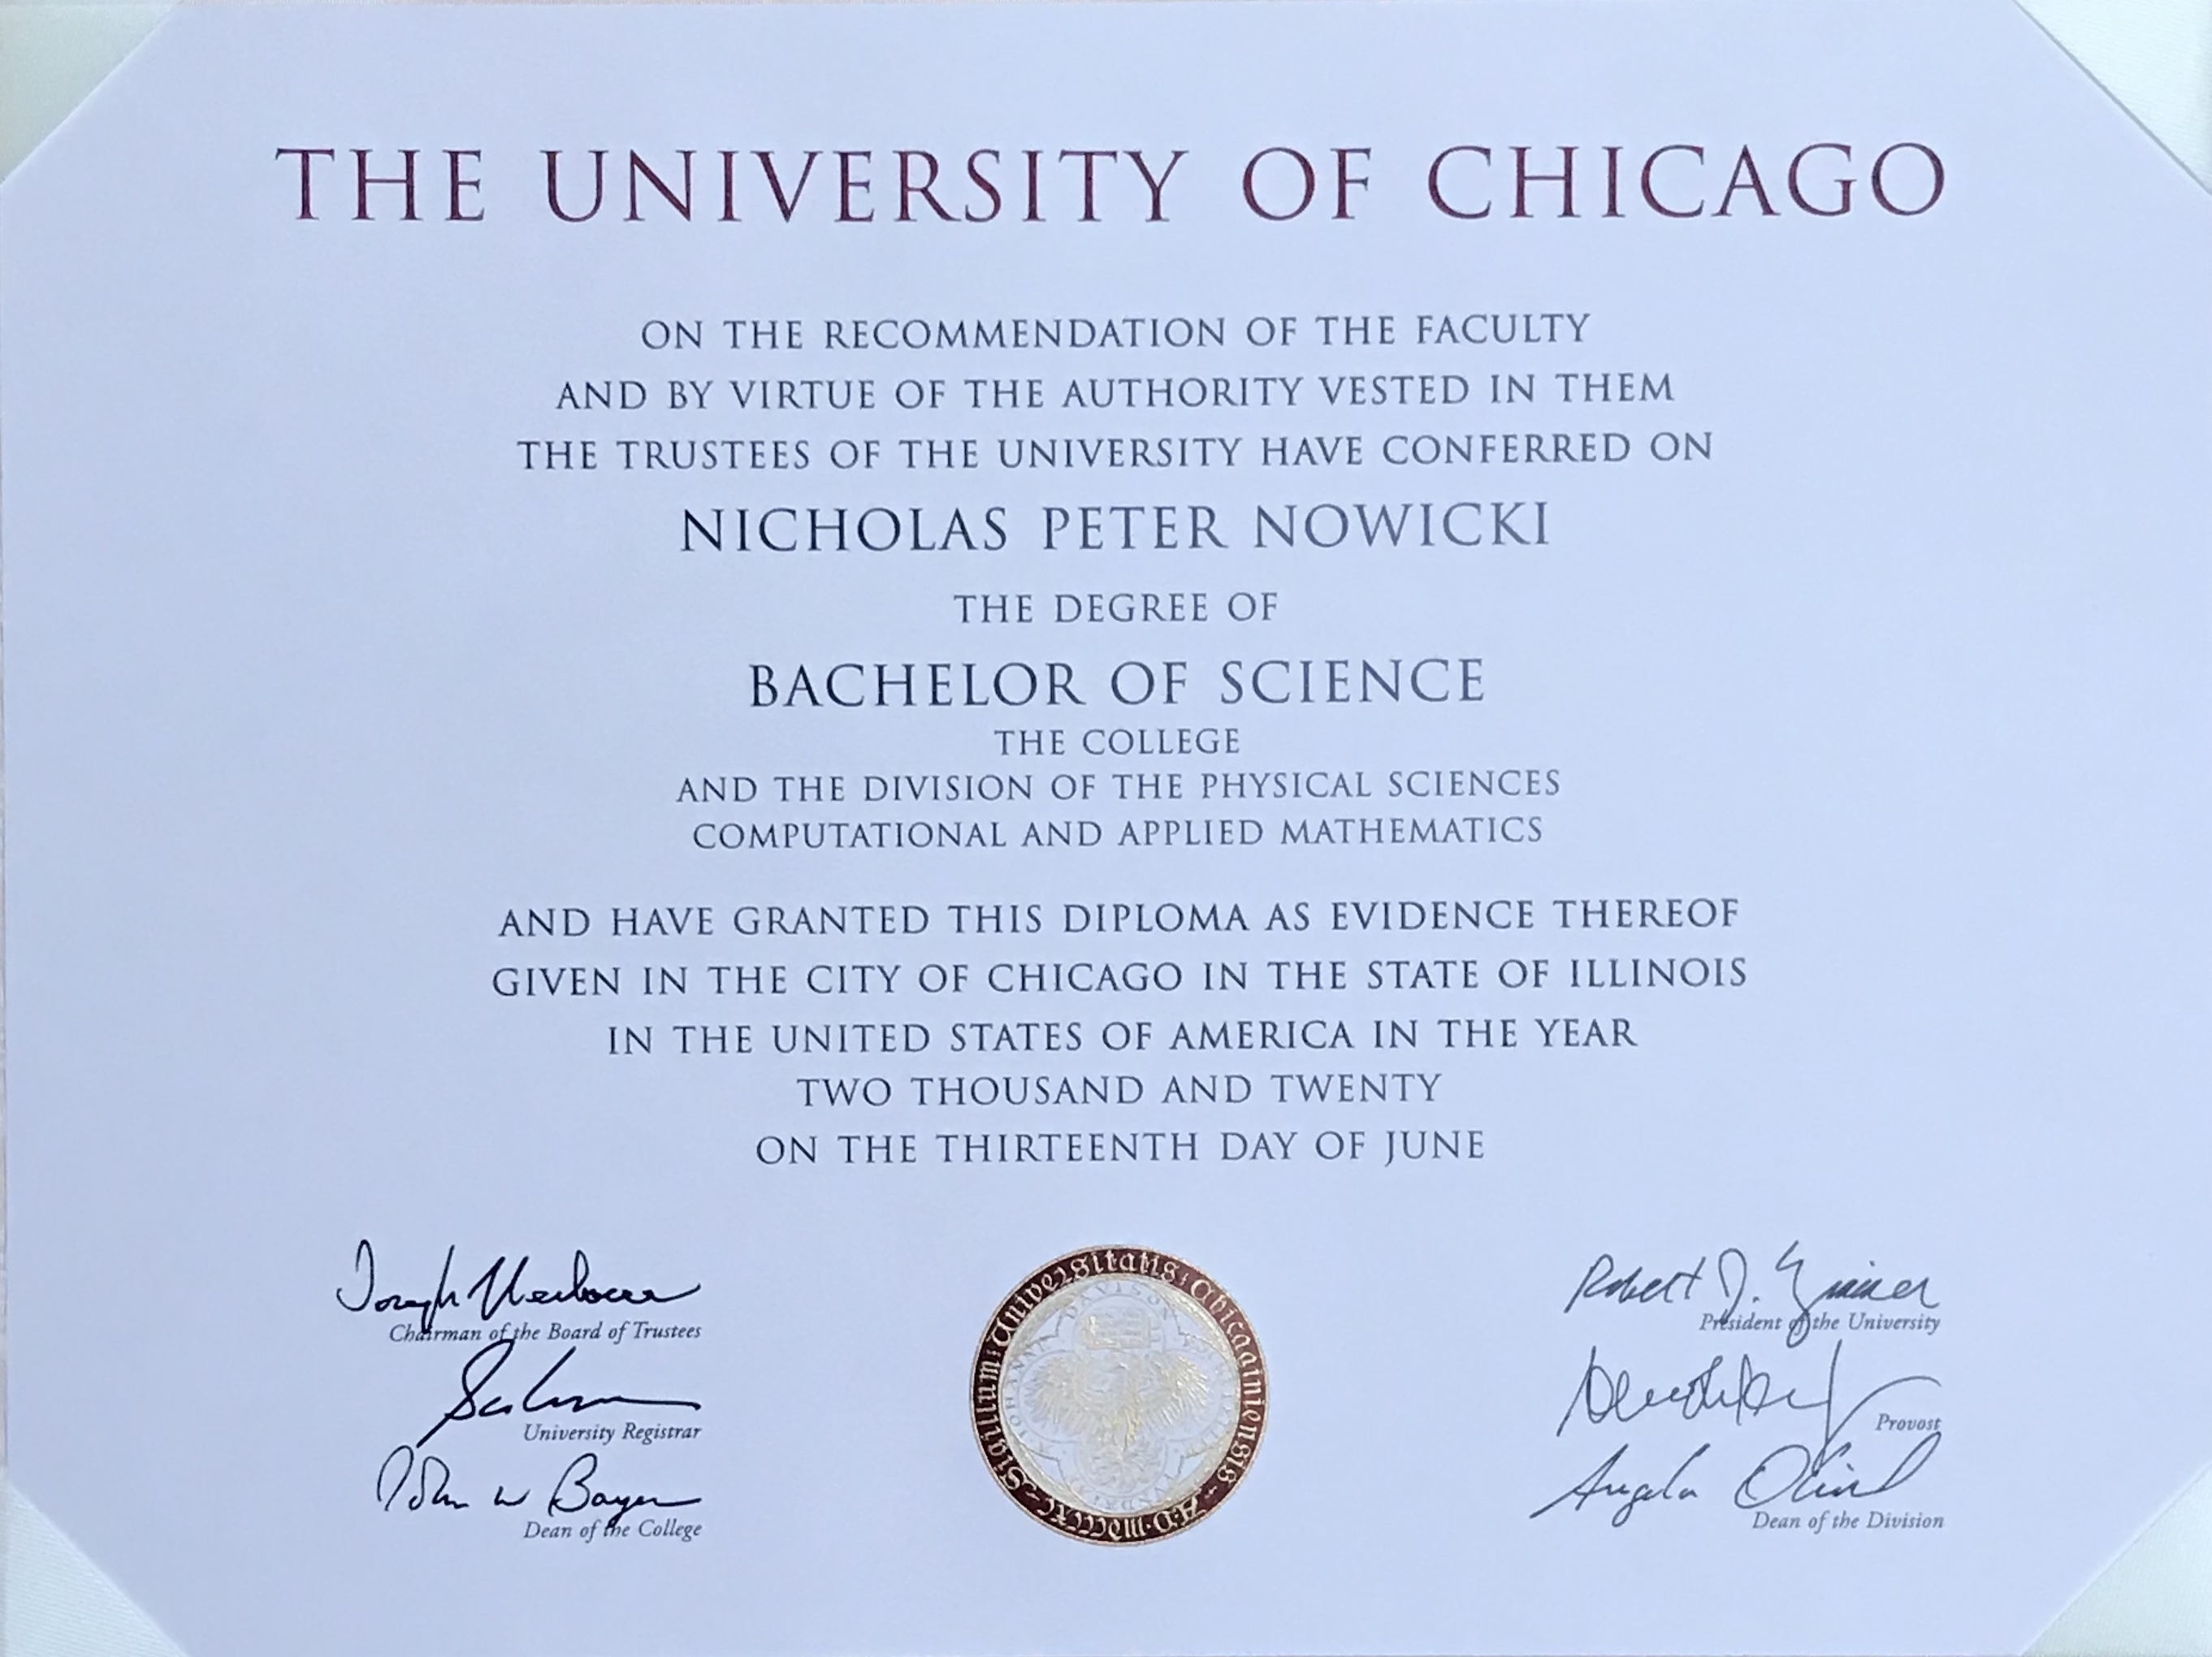 THE UNIVERSITY OF CHICAGO
ON THE RECOMMENDATION OF THE FACULTY
AND BY VIRTUE OF THE AUTHORITY VESTED IN THEM
THE TRUSTEES OF THE UNIVERSITY HAVE CONFERRED ON
NICHOLAS PETER NOWICKI
THE DEGREE OF
BACHELOR OF SCIENCE
THE COLLEGE
AND THE DIVISION OF THE PHYSICAL SCIENCES
COMPUTATIONAL AND APPLIED MATHEMATICS
AND HAVE GRANTED THIS DIPLOMA AS EVIDENCE THEREOF
GIVEN IN THE CITY OF CHICAGO IN THE STATE OF ILLINOIS
IN THE UNITED STATES OF AMERICA IN THE YEAR
TWO THOUSAND AND TWENTY
ON THE THIRTEENTH DAY OF JUNE
Joseph
Chairman of the Board of Trustees
University Registrar
John W Boyer
Dean of the College
Sigillum: Universitatis: Chicaginiensis
A.D. MDCCCXC
DAVISON
Robert J. Zimmer
President of the University
Provost
Angela Olinto
Dean of the Division